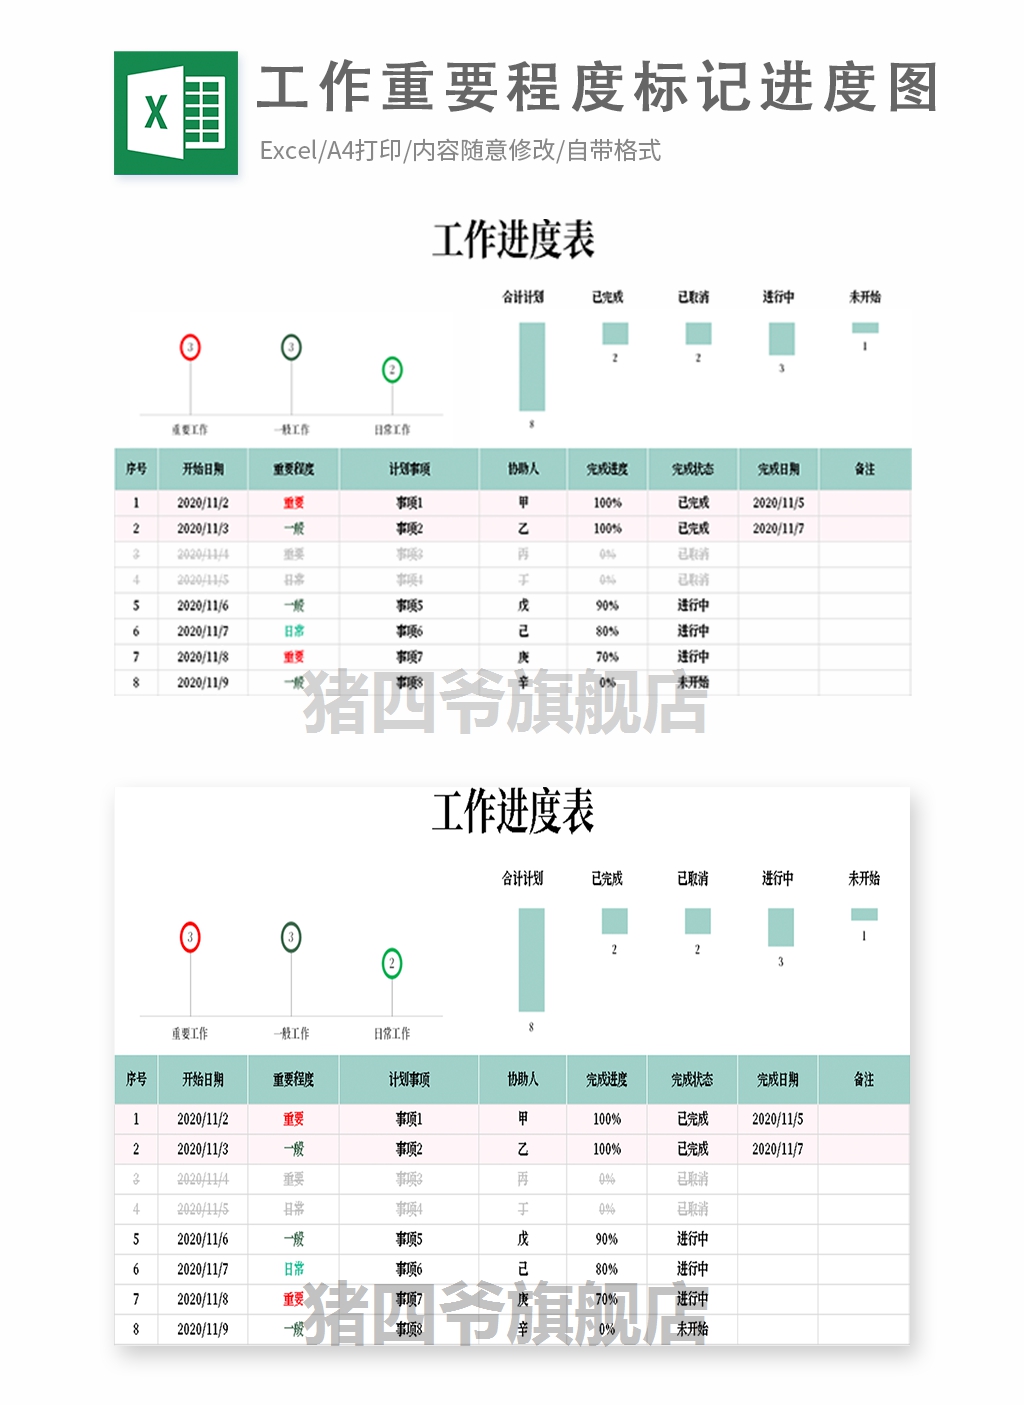 工作重要程度标记进度图
Excel/A4打印/内容随意修改/自带格式
工作进度表
合计计划 已完成 已取消 进行中 未开始
3 3 2
8 2 2 3 1
重要工作 一般工作 日常工作
序号 开始日期 重要程度 计划事项 协助人 完成进度 完成状态 完成日期 备注
1 2020/11/2 重要 事项1 甲 100% 已完成 2020/11/5
2 2020/11/3 一般 事项2 乙 100% 已完成 2020/11/7
3 2020/11/4 重要 事项3 丙 0% 已取消
4 2020/11/5 日常 事项4 0% 已取消
5 2020/11/6 一般 事项5 戊 90% 进行中
6 2020/11/7 日常 事项6 己 80% 进行中
7 2020/11/8 重要 事项7 庚 70% 进行中
8 2020/11/9 一般 事项8 辛 0% 未开始
猪四爷旗舰店
工作进度表
合计计划 已完成 已取消 进行中 未开始
3 3 2
8 2 2 3 1
重要工作 一般工作 日常工作
序号 开始日期 重要程度 计划事项 协助人 完成进度 完成状态 完成日期 备注
1 2020/11/2 重要 事项1 甲 100% 已完成 2020/11/5
2 2020/11/3 一般 事项2 乙 100% 已完成 2020/11/7
3 2020/11/4 重要 事项3 丙 0% 已取消
4 2020/11/5 日常 事项4 0% 已取消
5 2020/11/6 一般 事项5 戊 90% 进行中
6 2020/11/7 日常 事项6 己 80% 进行中
7 2020/11/8 重要 事项7 庚 70% 进行中
8 2020/11/9 一般 事项8 辛 0% 未开始
猪四爷旗舰店